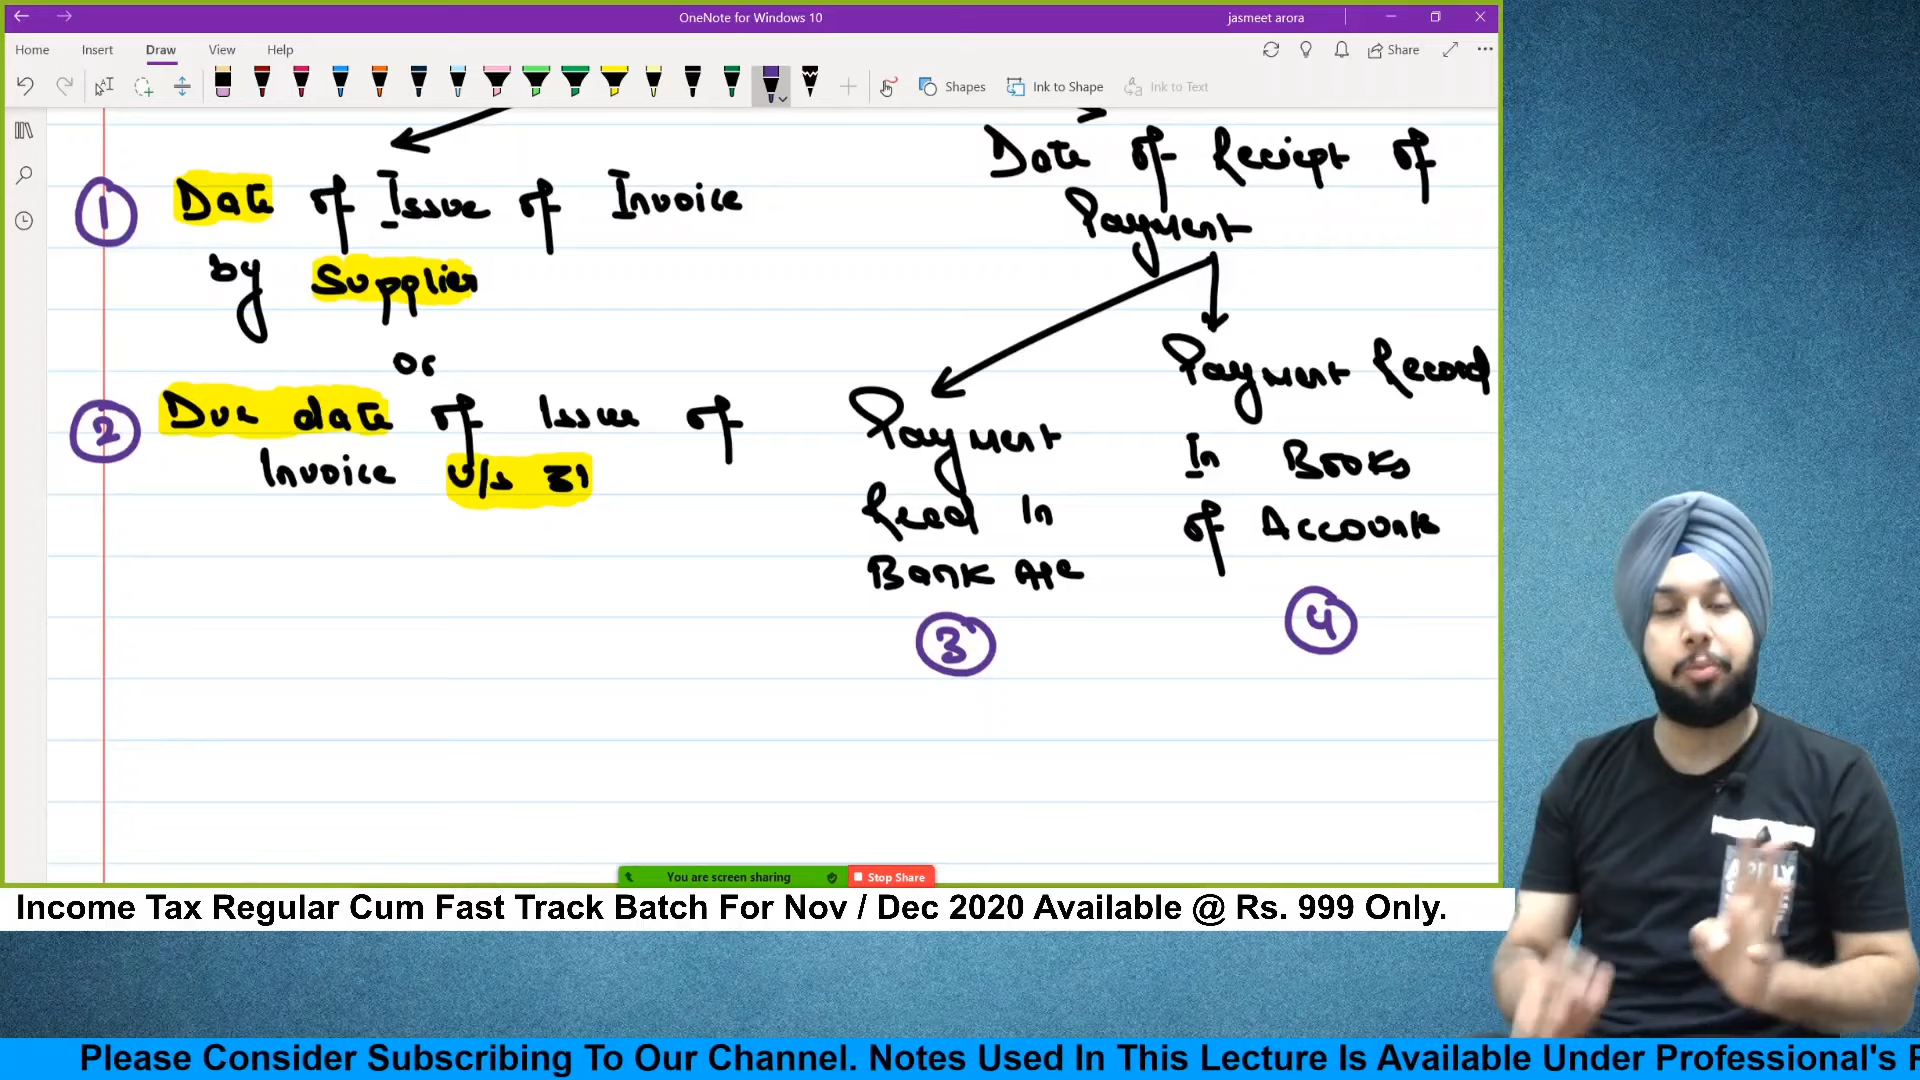 OneNote for Windows 10
jasmeet arora
Home Insert Draw View Help
Share
Shapes
Ink to Shape
Ink to Text
1 Date of Issue of Invoice
by Supplier
or
2 Due date of Issue of
Invoice U/s 31
Date of Reciept of
Payment
Payment
Recd In
Bank A/c
3
Payment Record
In Books
of Accounts
4
You are screen sharing
Stop Share
Income Tax Regular Cum Fast Track Batch For Nov / Dec 2020 Available @ Rs. 999 Only.
Please Consider Subscribing To Our Channel. Notes Used In This Lecture Is Available Under Professional's